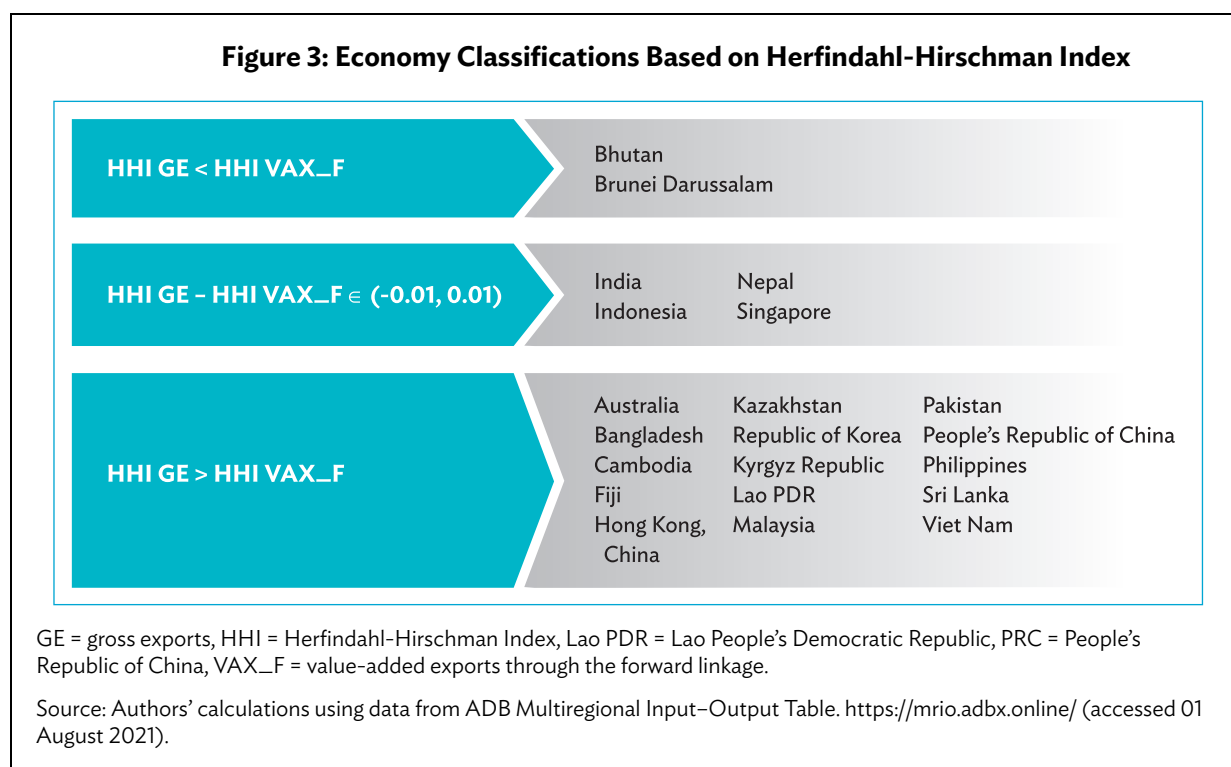 Figure 3: Economy Classifications Based on Herfindahl-Hirschman Index
HHI GE < HHI VAX_F
Bhutan
Brunei Darussalam
HHI GE – HHI VAX_F ∈ (-0.01, 0.01)
India
Indonesia
Nepal
Singapore
HHI GE > HHI VAX_F
Australia
Bangladesh
Cambodia
Fiji
Hong Kong,
China
Kazakhstan
Republic of Korea
Kyrgyz Republic
Lao PDR
Malaysia
Pakistan
People’s Republic of China
Philippines
Sri Lanka
Viet Nam
GE = gross exports, HHI = Herfindahl-Hirschman Index, Lao PDR = Lao People’s Democratic Republic, PRC = People’s
Republic of China, VAX_F = value-added exports through the forward linkage.
Source: Authors’ calculations using data from ADB Multiregional Input–Output Table. https://mrio.adbx.online/ (accessed 01
August 2021).